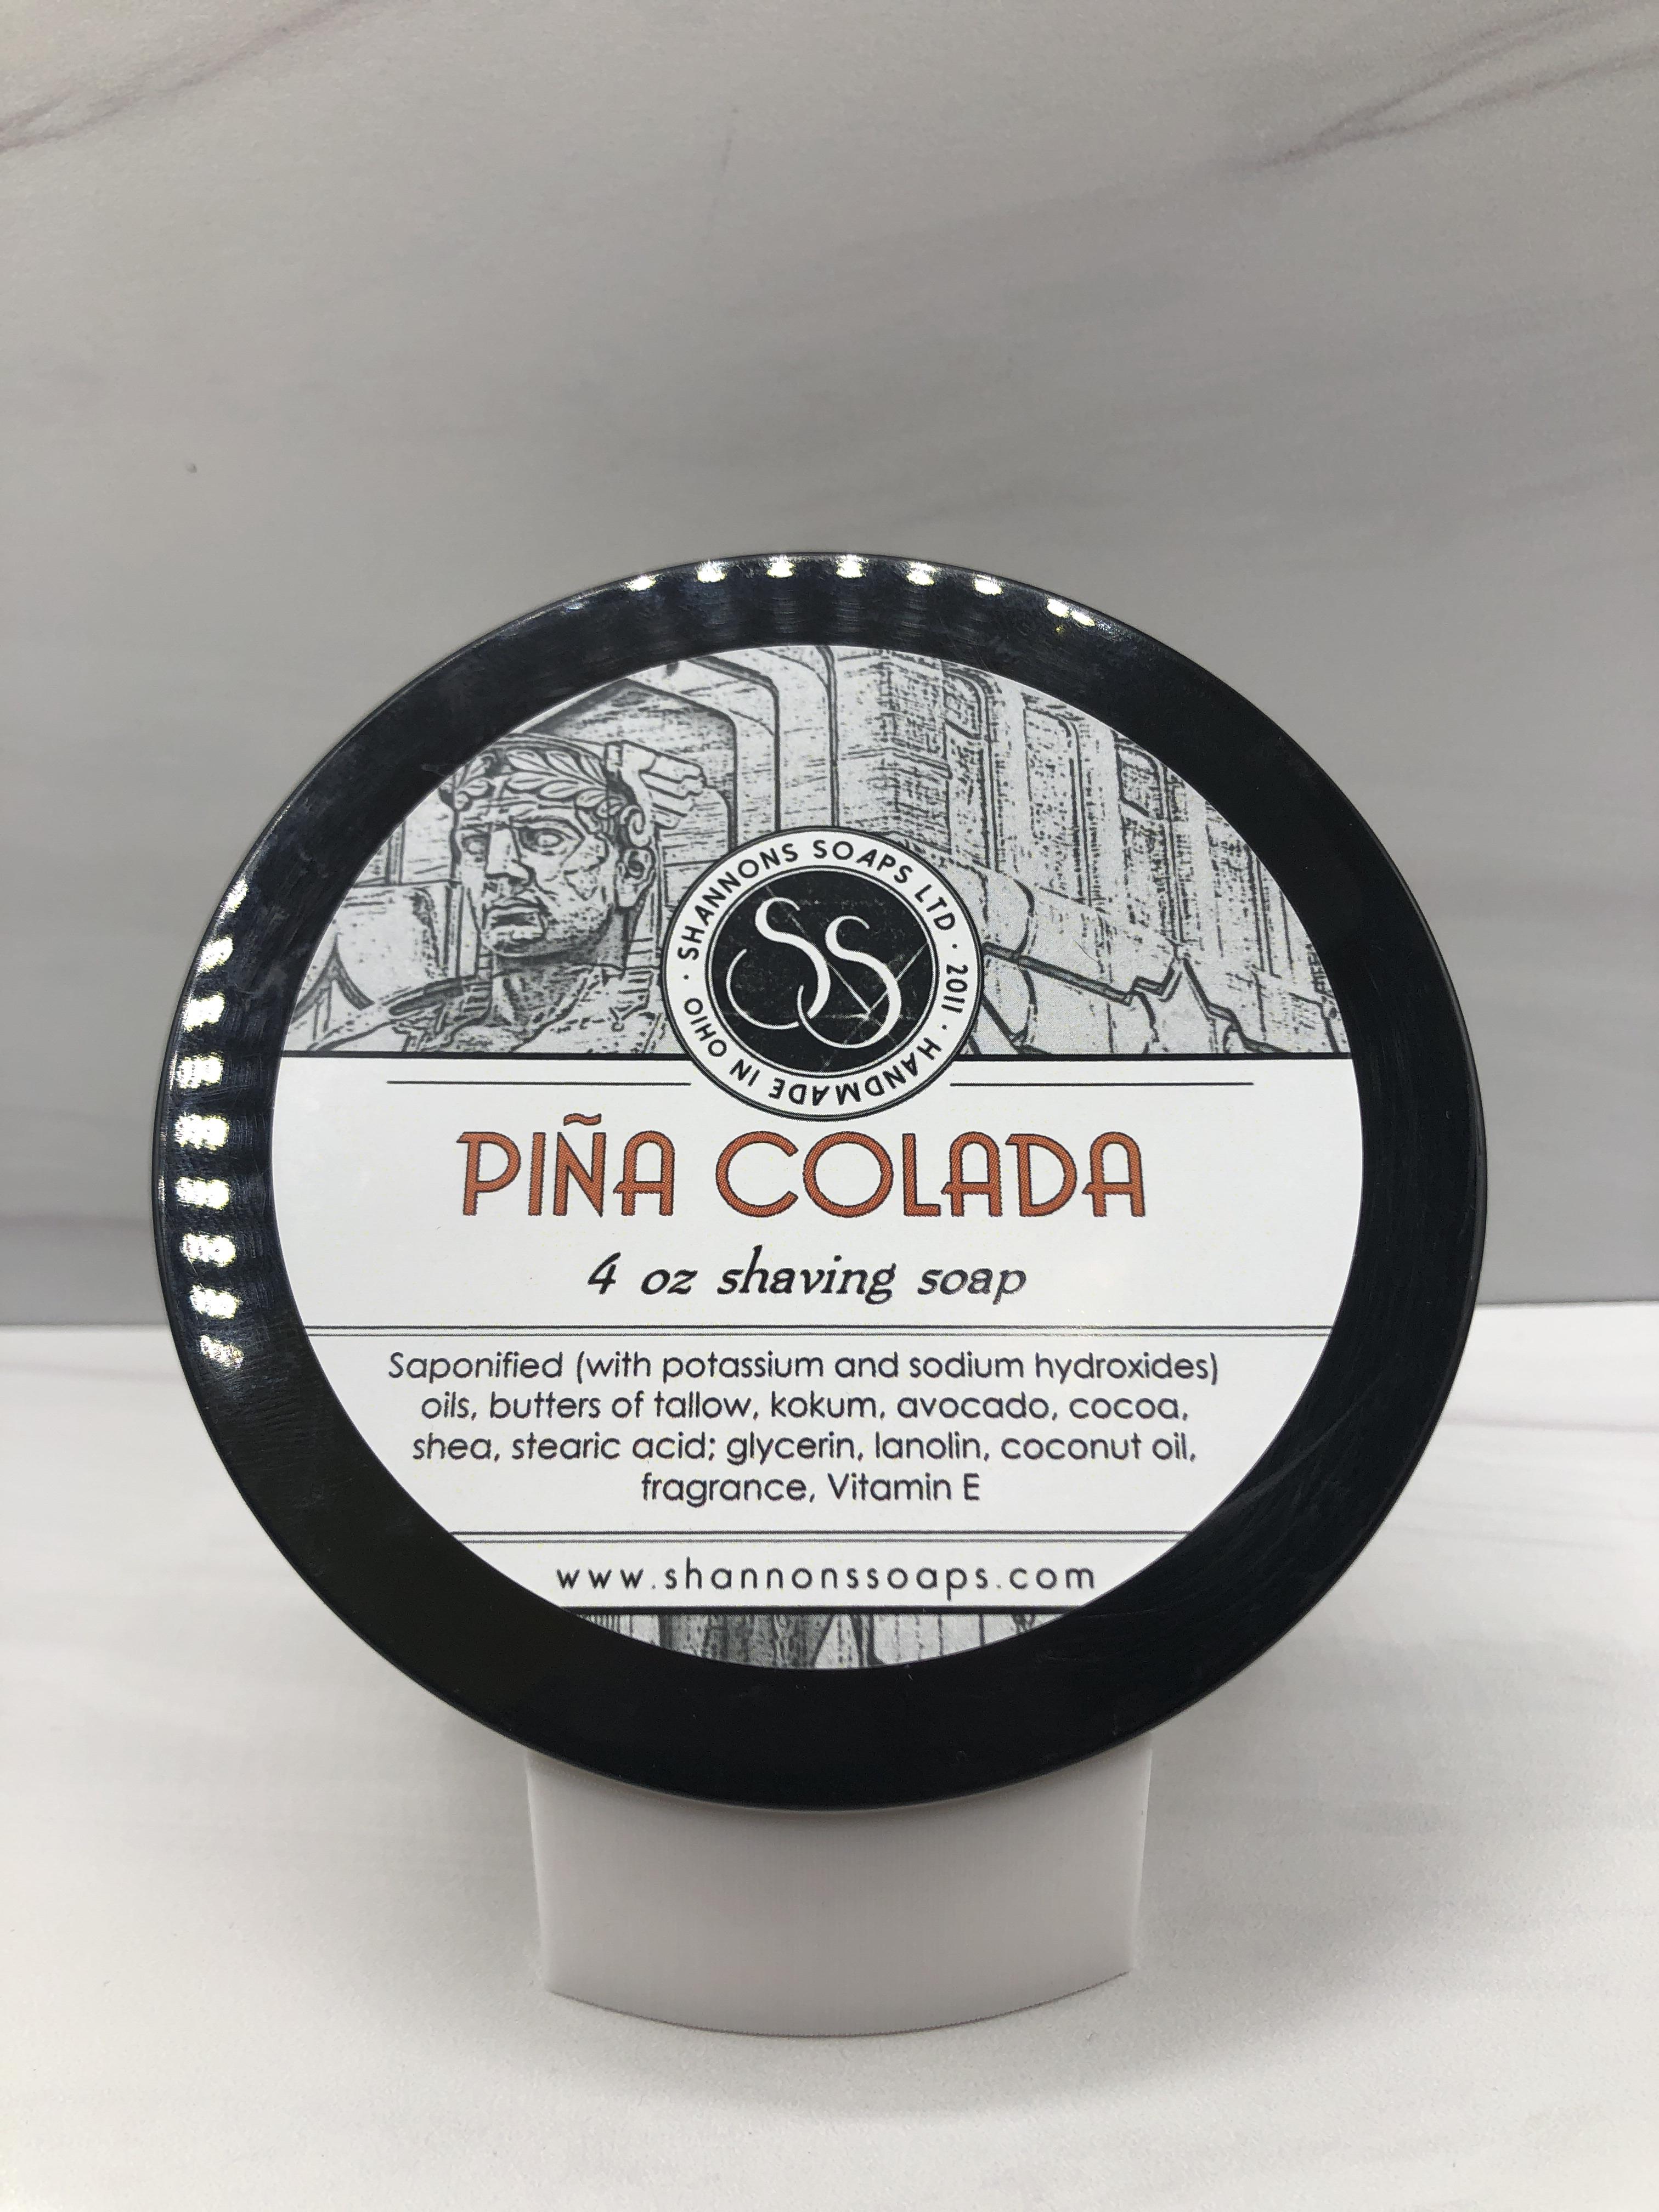 SHANNONS SOAPS LTD · 2011 · HANDMADE IN OHIO ·
SS
PIÑA COLADA
4 oz shaving soap
Saponified (with potassium and sodium hydroxides)
oils, butters of tallow, kokum, avocado, cocoa,
shea, stearic acid; glycerin, lanolin, coconut oil,
fragrance, Vitamin E
www.shannonssoaps.com